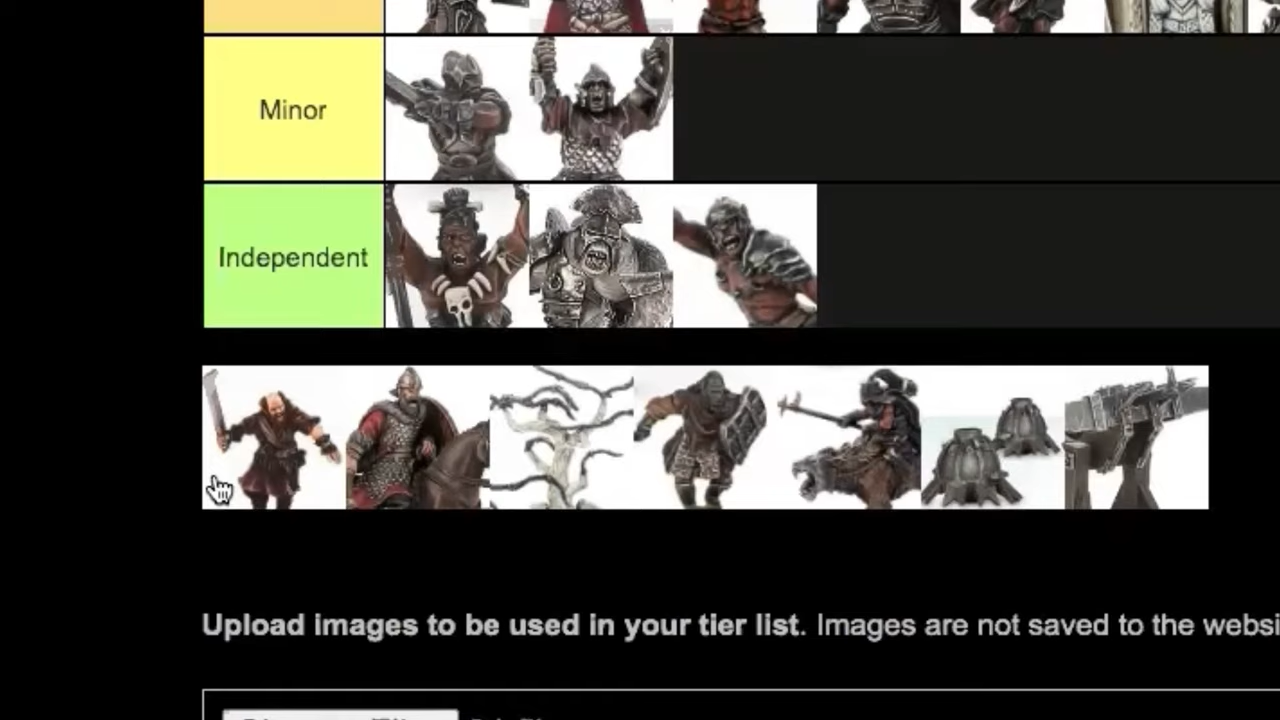 Minor
Independent
Upload images to be used in your tier list. Images are not saved to the websi